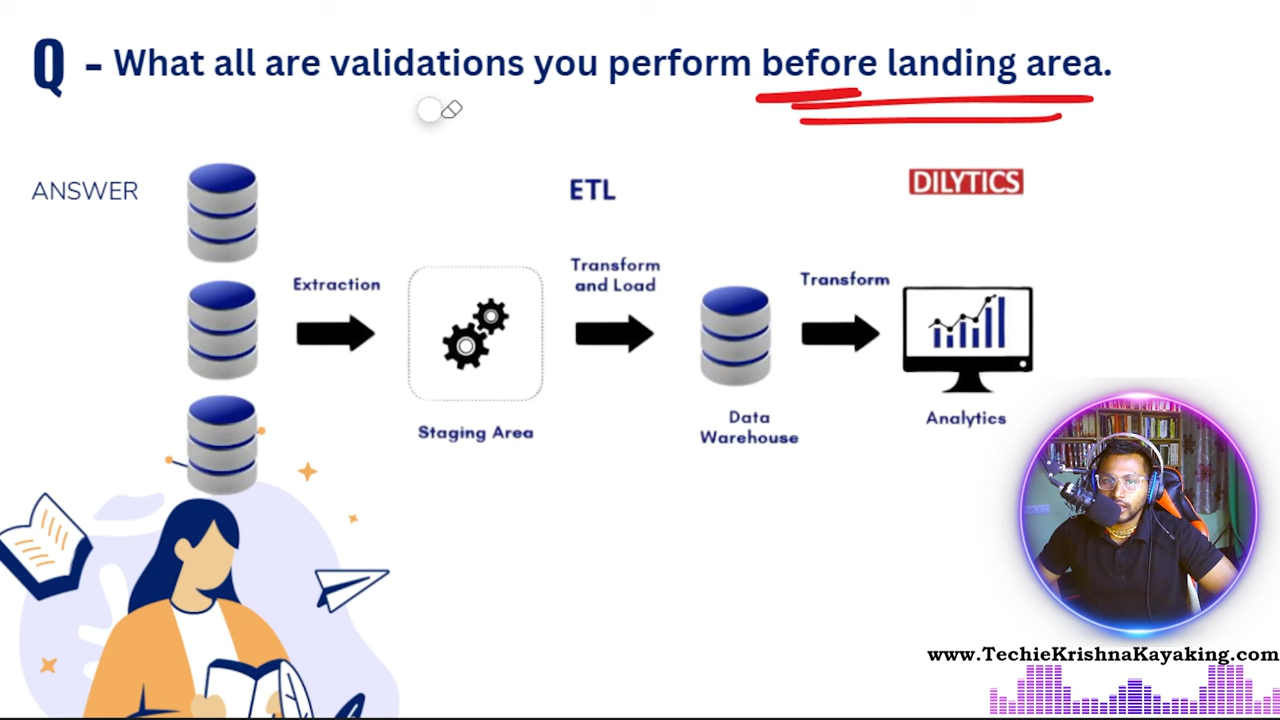 Q - What all are validations you perform before landing area.
ANSWER
ETL
DILYTICS
Extraction
Transform
and Load
Transform
Staging Area
Data
Warehouse
Analytics
www.TechieKrishnaKayaking.com